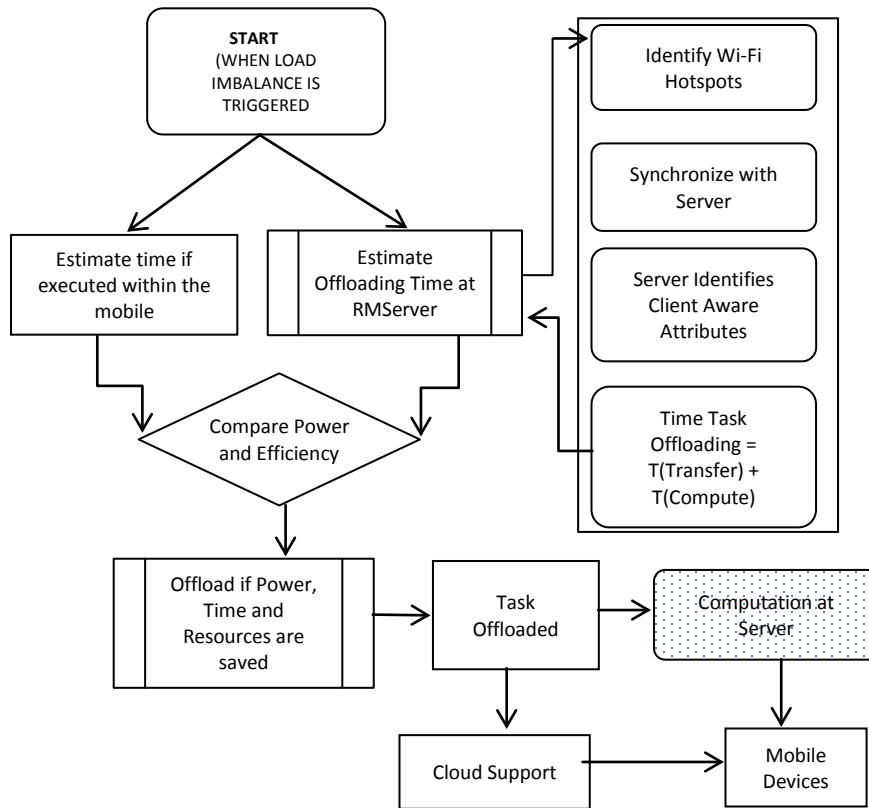 START
(WHEN LOAD
IMBALANCE IS
TRIGGERED
Identify Wi-Fi
Hotspots
Synchronize with
Server
Estimate time if
executed within the
mobile
Estimate
Offloading Time at
RMServer
Server Identifies
Client Aware
Attributes
Time Task
Offloading =
T(Transfer) +
T(Compute)
Compare Power
and Efficiency
Offload if Power,
Time and
Resources are
saved
Task
Offloaded
Computation at
Server
Cloud Support
Mobile
Devices